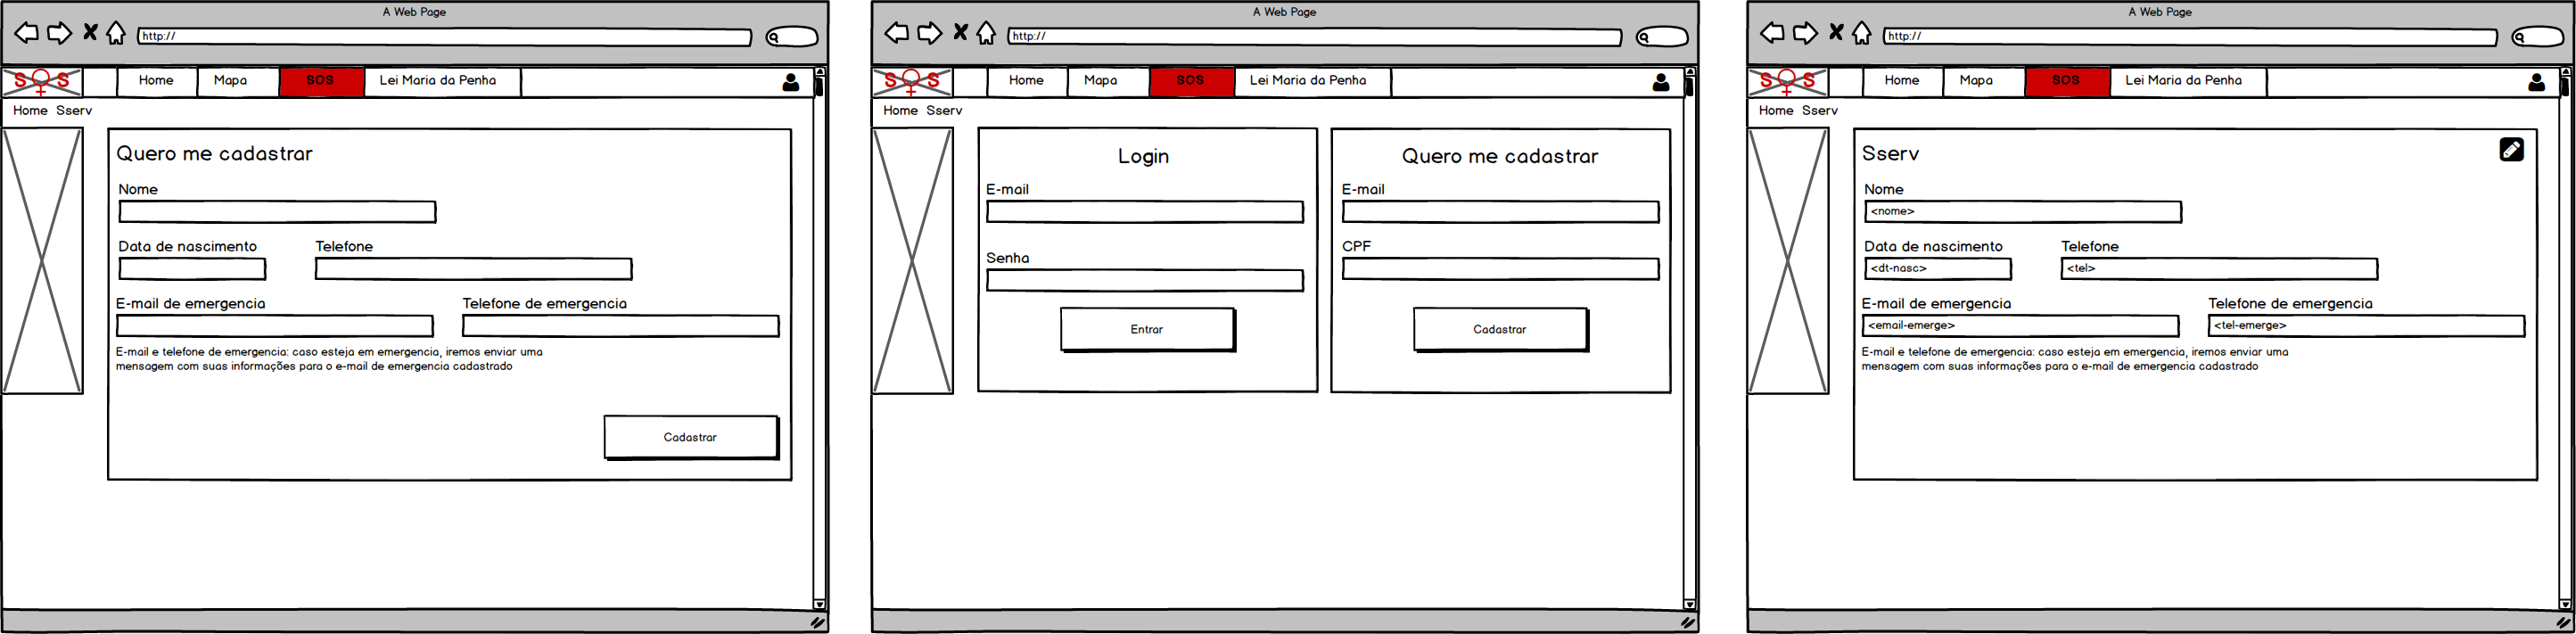 A Web Page
http://
S S
Home Mapa SOS Lei Maria da Penha
Home Sserv
Quero me cadastrar
Nome
Data de nascimento Telefone
E-mail de emergencia Telefone de emergencia
E-mail e telefone de emergencia: caso esteja em emergencia, iremos enviar uma
mensagem com suas informações para o e-mail de emergencia cadastrado
Cadastrar
A Web Page
http://
S S
Home Mapa SOS Lei Maria da Penha
Home Sserv
Login
E-mail
Senha
Entrar
Quero me cadastrar
E-mail
CPF
Cadastrar
A Web Page
http://
S S
Home Mapa SOS Lei Maria da Penha
Home Sserv
Sserv
Nome
<nome>
Data de nascimento Telefone
<dt-nasc> <tel>
E-mail de emergencia Telefone de emergencia
<email-emerge> <tel-emerge>
E-mail e telefone de emergencia: caso esteja em emergencia, iremos enviar uma
mensagem com suas informações para o e-mail de emergencia cadastrado